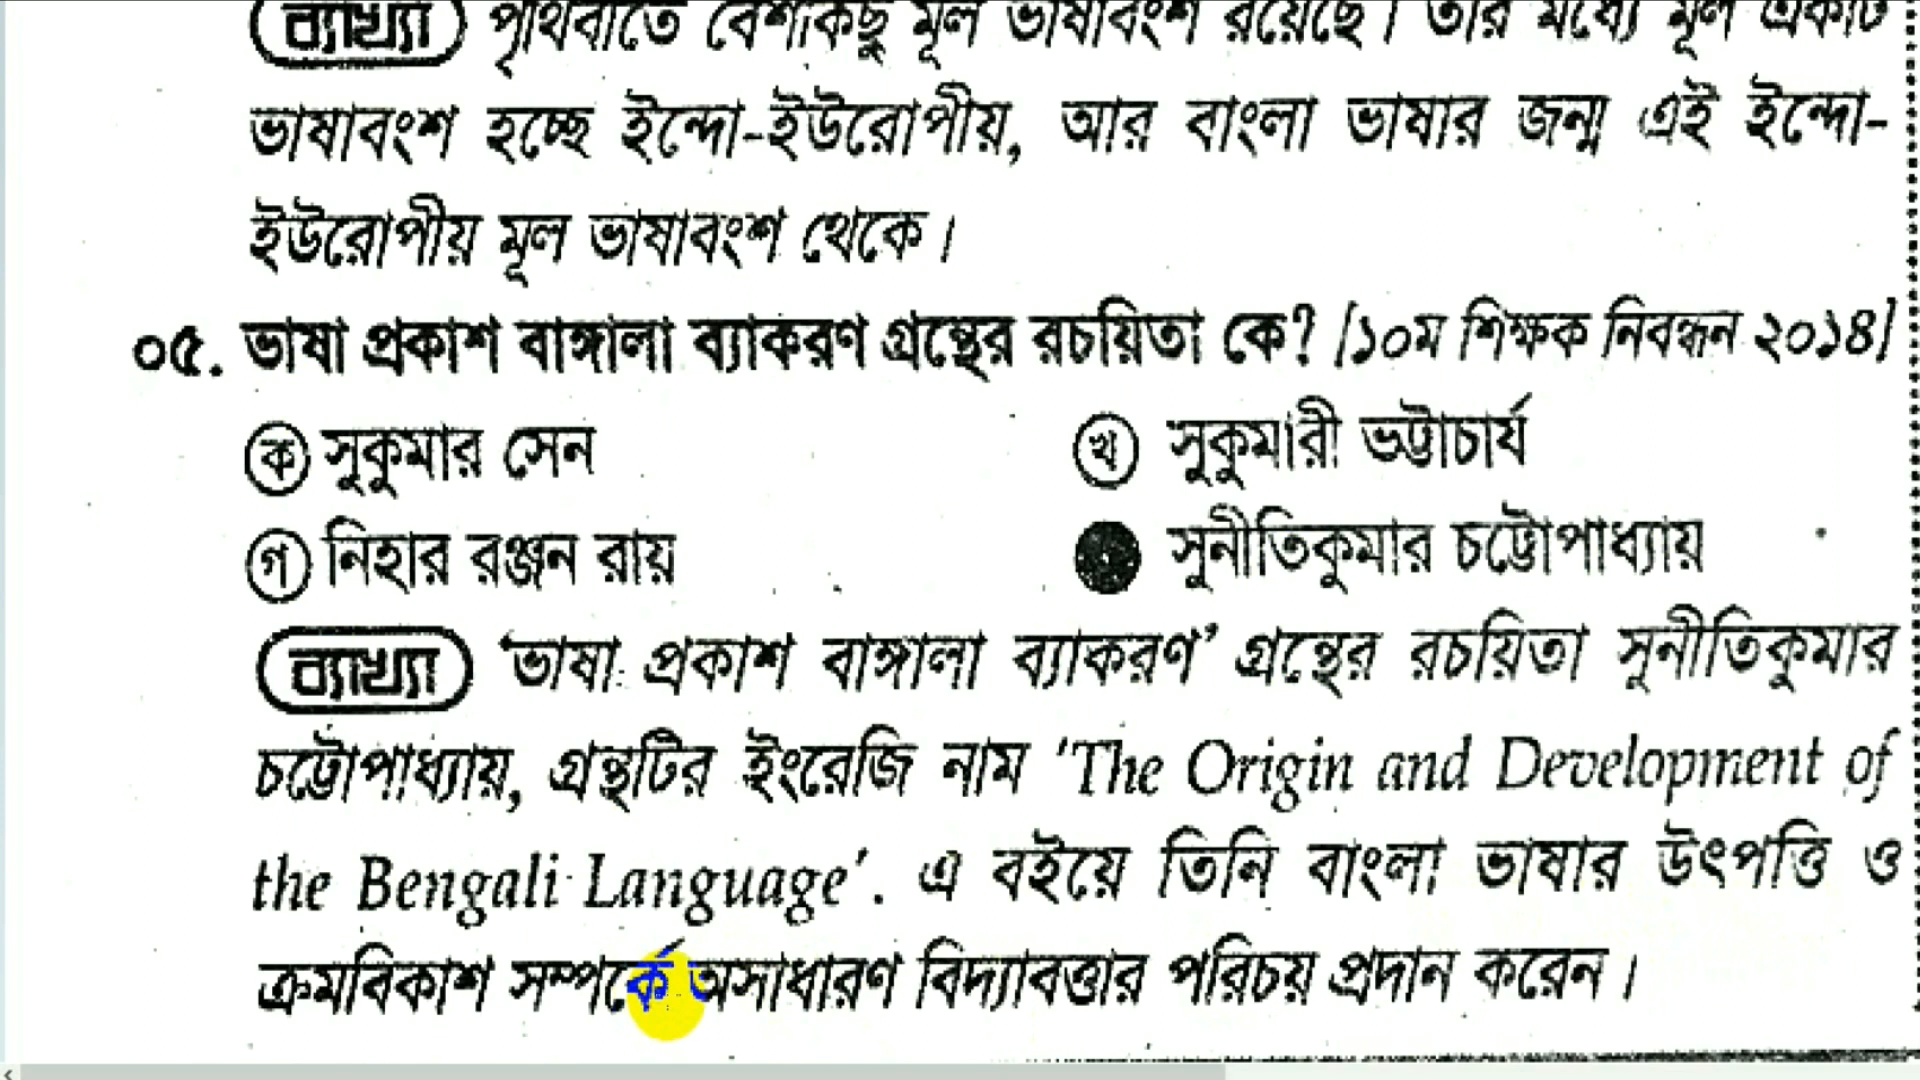 ব্যাখ্যা পৃথিবীতে বেশকিছু মূল ভাষাবংশ রয়েছে। তার মধ্যে মূল একটি
ভাষাবংশ হচ্ছে ইন্দো-ইউরোপীয়, আর বাংলা ভাষার জন্ম এই ইন্দো-
ইউরোপীয় মূল ভাষাবংশ থেকে।
০৫. ভাষা প্রকাশ বাঙ্গালা ব্যাকরণ গ্রন্থের রচয়িতা কে? [১০ম শিক্ষক নিবন্ধন ২০১৪]
ক সুকুমার সেন খ সুকুমারী ভট্টাচার্য
গ নিহার রঞ্জন রায় সুনীতিকুমার চট্টোপাধ্যায়
ব্যাখ্যা 'ভাষা প্রকাশ বাঙ্গালা ব্যাকরণ' গ্রন্থের রচয়িতা সুনীতিকুমার
চট্টোপাধ্যায়, গ্রন্থটির ইংরেজি নাম 'The Origin and Development of
the Bengali Language'. এ বইয়ে তিনি বাংলা ভাষার উৎপত্তি ও
ক্রমবিকাশ সম্পর্কে অসাধারণ বিদ্যাবত্তার পরিচয় প্রদান করেন।